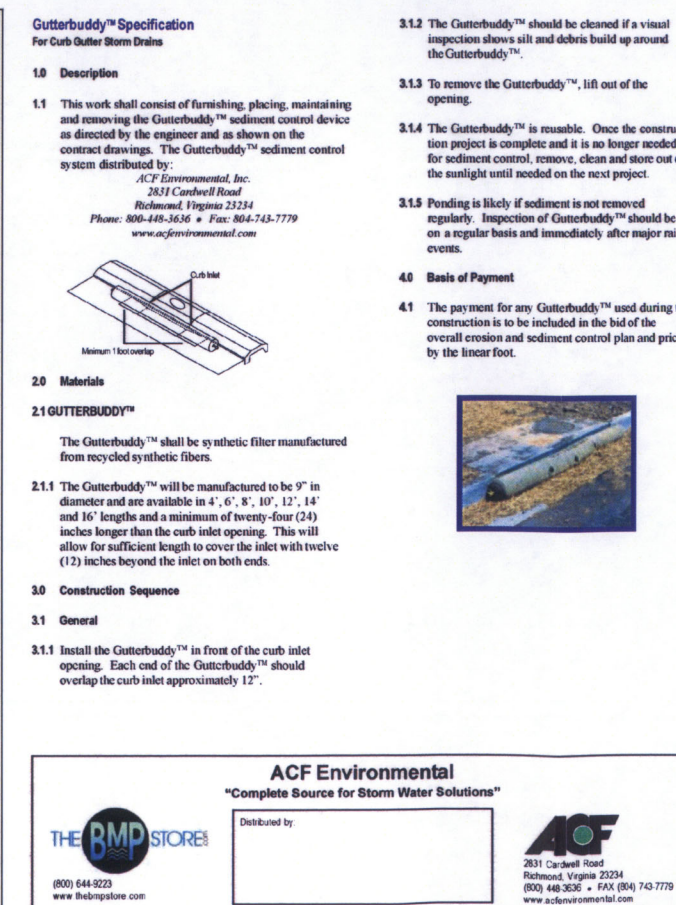 Gutterbuddy™ Specification
For Curb Gutter Storm Drains
1.0 Description
1.1 This work shall consist of furnishing, placing, maintaining
and removing the Gutterbuddy™ sediment control device
as directed by the engineer and as shown on the
contract drawings. The Gutterbuddy™ sediment control
system distributed by:
ACF Environmental, Inc.
2831 Cardwell Road
Richmond, Virginia 23234
Phone: 800-448-3636 • Fax: 804-743-7779
www.acfenvironmental.com
Curb Inlet
Minimum 1 foot overlap
2.0 Materials
2.1 GUTTERBUDDY™
The Gutterbuddy™ shall be synthetic filter manufactured
from recycled synthetic fibers.
2.1.1 The Gutterbuddy™ will be manufactured to be 9" in
diameter and are available in 4', 6', 8', 10', 12', 14'
and 16' lengths and a minimum of twenty-four (24)
inches longer than the curb inlet opening. This will
allow for sufficient length to cover the inlet with twelve
(12) inches beyond the inlet on both ends.
3.0 Construction Sequence
3.1 General
3.1.1 Install the Gutterbuddy™ in front of the curb inlet
opening. Each end of the Gutterbuddy™ should
overlap the curb inlet approximately 12".
3.1.2 The Gutterbuddy™ should be cleaned if a visual
inspection shows silt and debris build up around
the Gutterbuddy™.
3.1.3 To remove the Gutterbuddy™, lift out of the
opening.
3.1.4 The Gutterbuddy™ is reusable. Once the constru
tion project is complete and it is no longer needed
for sediment control, remove, clean and store out
the sunlight until needed on the next project.
3.1.5 Ponding is likely if sediment is not removed
regularly. Inspection of Gutterbuddy™ should be
on a regular basis and immediately after major rai
events.
4.0 Basis of Payment
4.1 The payment for any Gutterbuddy™ used during
construction is to be included in the bid of the
overall erosion and sediment control plan and pric
by the linear foot.
ACF Environmental
"Complete Source for Storm Water Solutions"
THE BMP STORE.com
(800) 644-9223
www.thebmpstore.com
Distributed by:
ACF
2831 Cardwell Road
Richmond, Virginia 23234
(800) 448-3636 • FAX (804) 743-7779
www.acfenvironmental.com